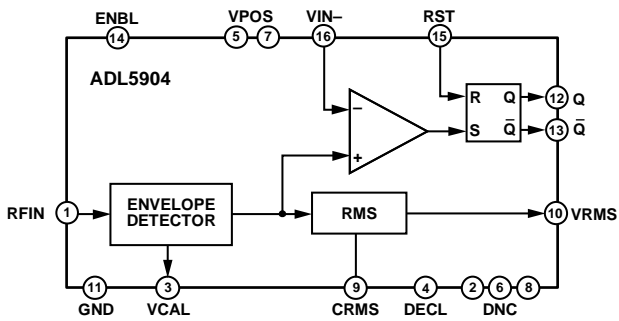 ENBL VPOS VIN– RST
14 5 7 16 15
ADL5904
R Q 12 Q
S Q̅ 13 Q̅
–
+
RFIN 1 ENVELOPE DETECTOR RMS 10 VRMS
11 3 9 4 2 6 8
GND VCAL CRMS DECL DNC